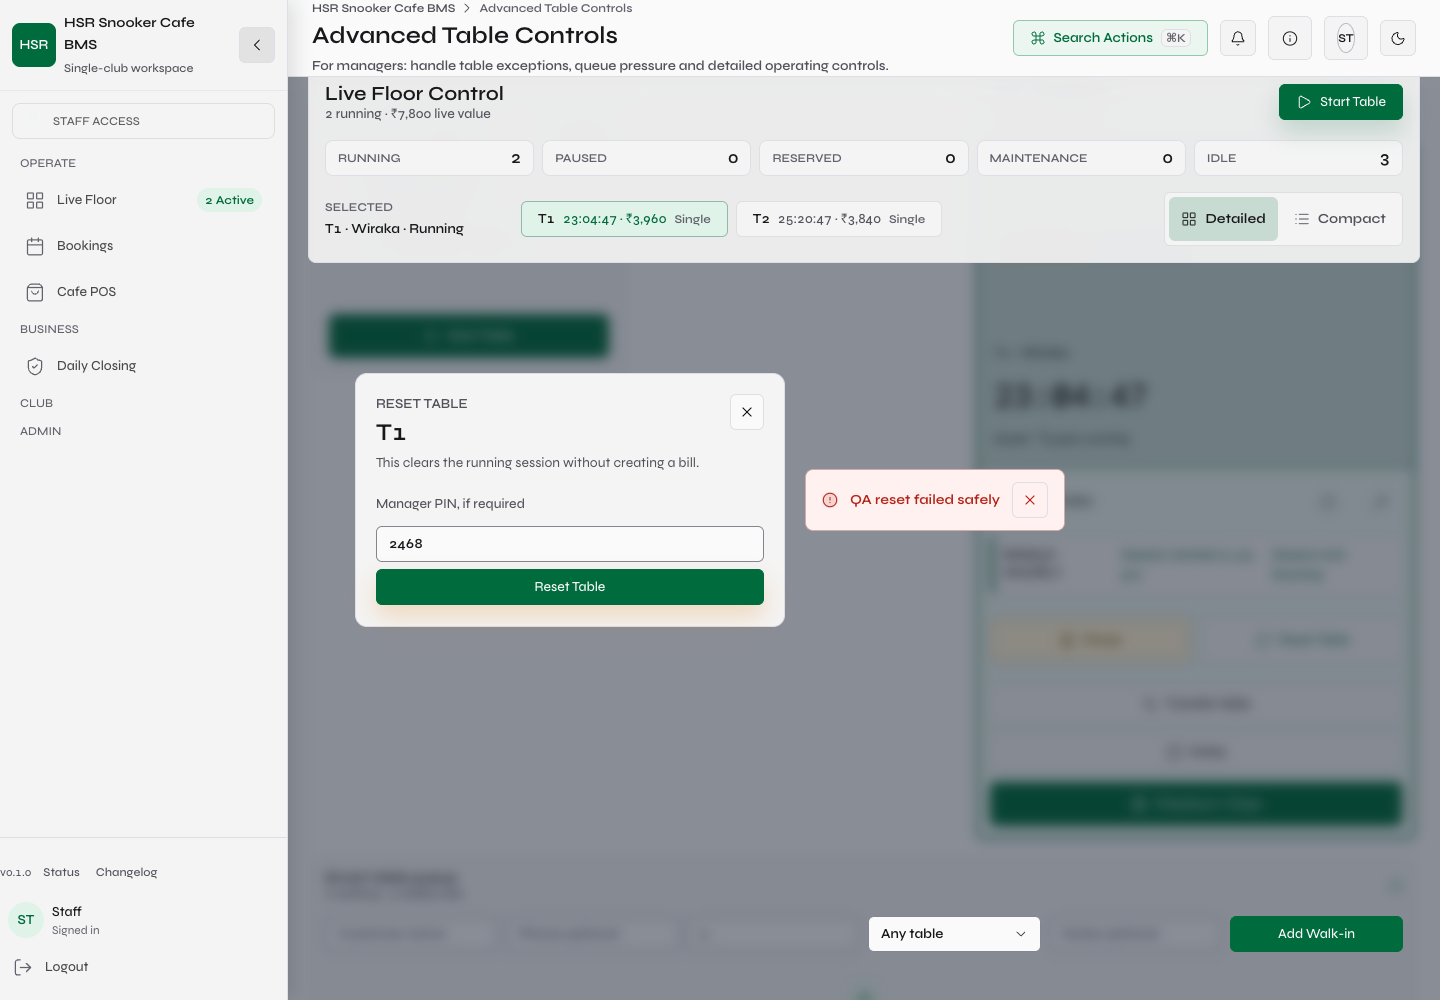 HSR
HSR Snooker Cafe
BMS
Single-club workspace
STAFF ACCESS
OPERATE
Live Floor
2 Active
Bookings
Cafe POS
BUSINESS
Daily Closing
CLUB
ADMIN
v0.1.0 Status Changelog
ST
Staff
Signed in
Logout
HSR Snooker Cafe BMS > Advanced Table Controls
Advanced Table Controls
For managers: handle table exceptions, queue pressure and detailed operating controls.
Search Actions ⌘K
ST
Live Floor Control
2 running · ₹7,800 live value
Start Table
RUNNING 2
PAUSED 0
RESERVED 0
MAINTENANCE 0
IDLE 3
SELECTED
T1 · Wiraka · Running
T1 23:04:47 · ₹3,960 Single
T2 25:20:47 · ₹3,840 Single
Detailed
Compact
23:04:47
RESET TABLE
T1
This clears the running session without creating a bill.
Manager PIN, if required
2468
Reset Table
QA reset failed safely
Any table
Add Walk-in